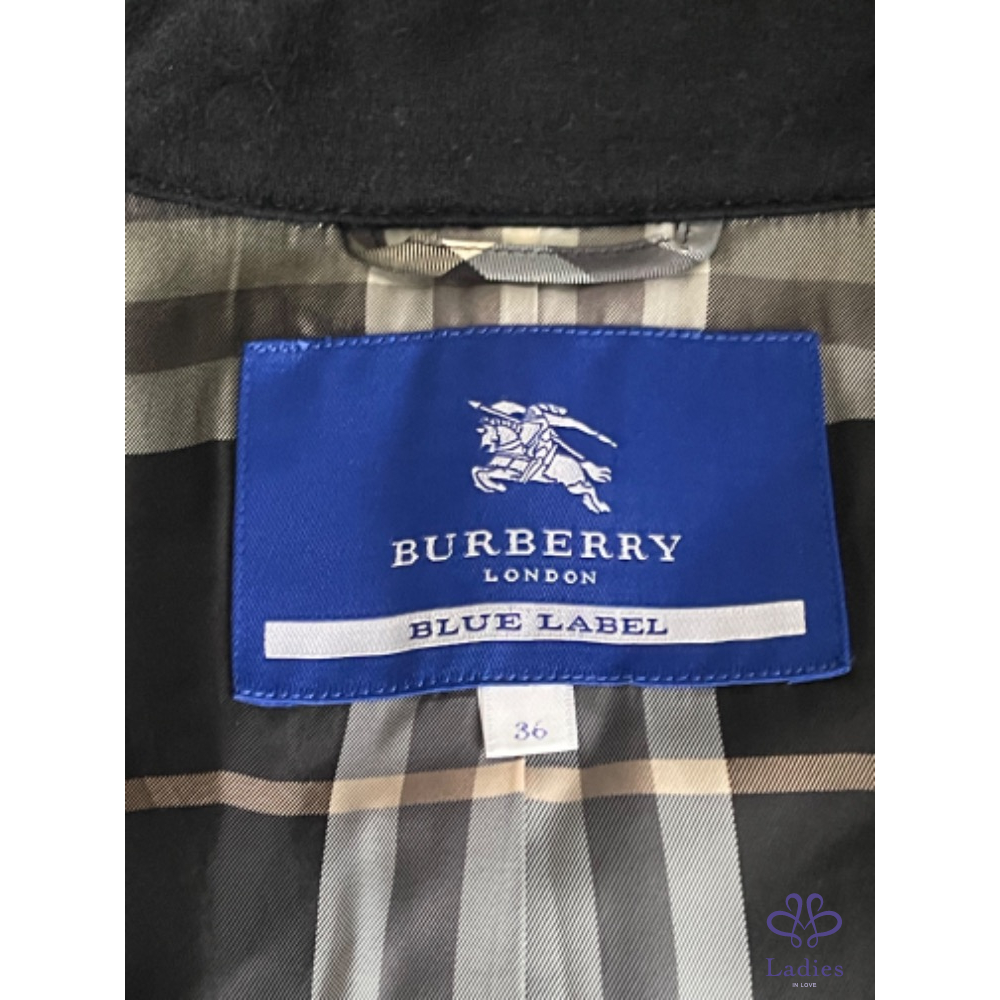 BURBERRY
LONDON
BLUE LABEL
36
Ladies
IN LOVE